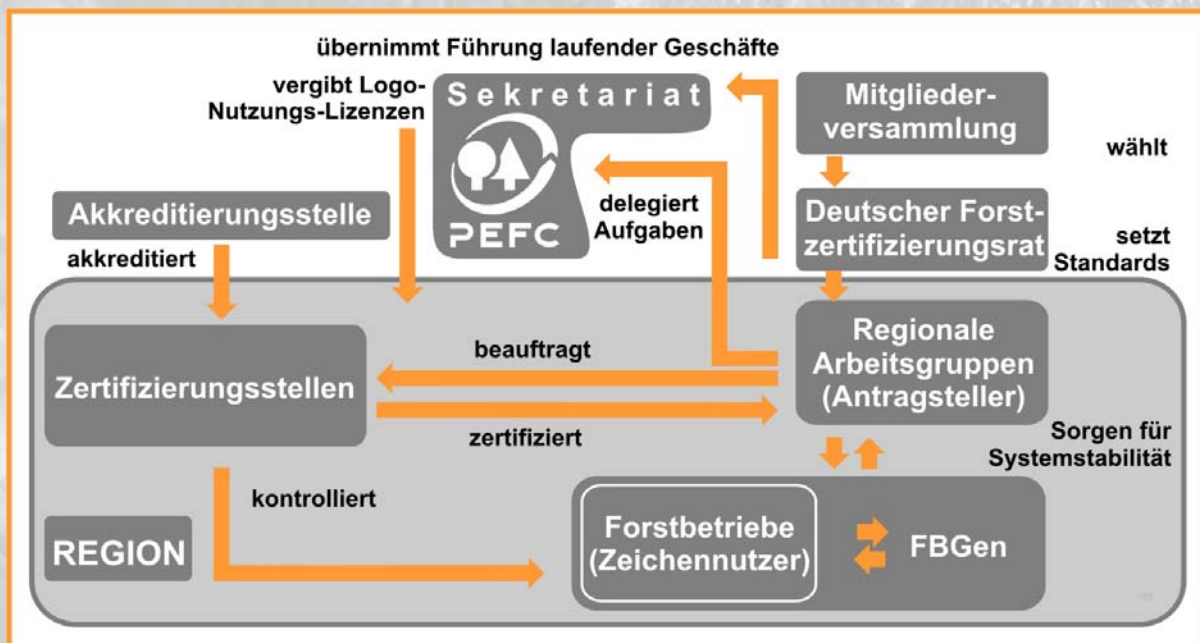 übernimmt Führung laufender Geschäfte
vergibt Logo-
Nutzungs-Lizenzen
Sekretariat
PEFC
Mitglieder-
versammlung
wählt
Akkreditierungsstelle
akkreditiert
delegiert
Aufgaben
Deutscher Forst-
zertifizierungsrat
setzt
Standards
Zertifizierungsstellen
beauftragt
zertifiziert
Regionale
Arbeitsgruppen
(Antragsteller)
Sorgen für
Systemstabilität
kontrolliert
REGION
Forstbetriebe
(Zeichennutzer)
FBGen